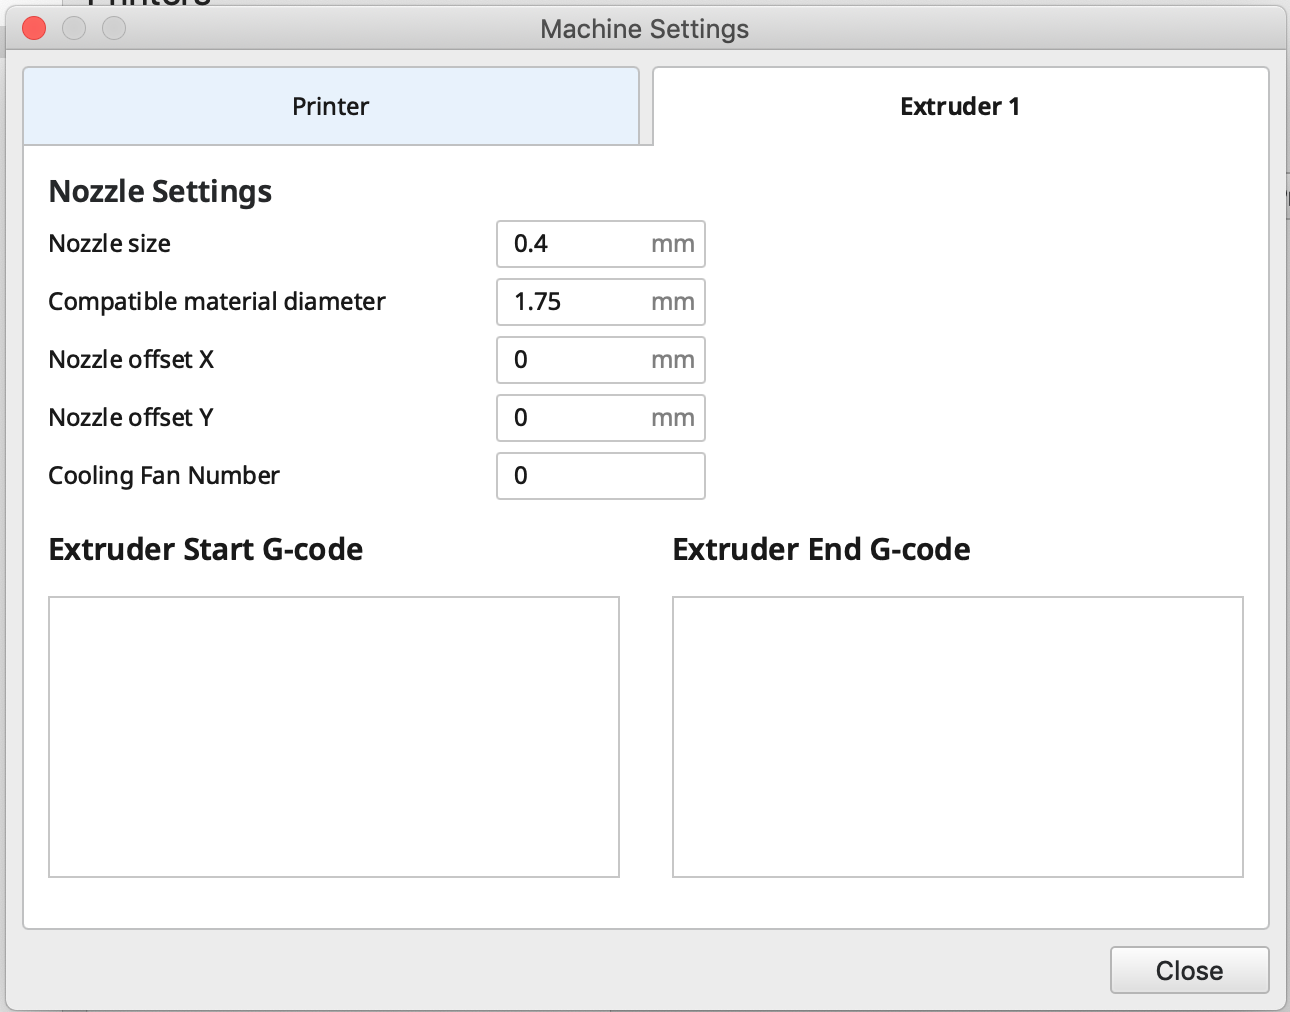 Printers
Machine Settings
Printer
Extruder 1
Nozzle Settings
Nozzle size 0.4 mm
Compatible material diameter 1.75 mm
Nozzle offset X 0 mm
Nozzle offset Y 0 mm
Cooling Fan Number 0
Extruder Start G-code
Extruder End G-code
Close